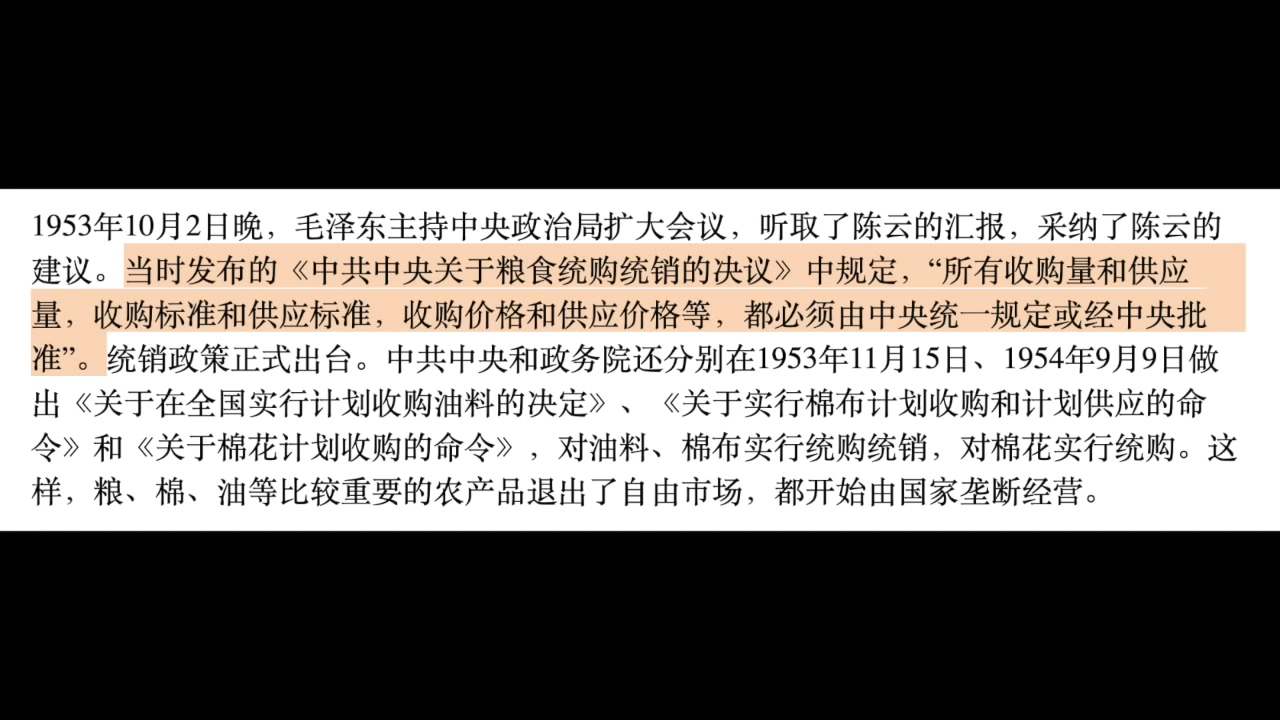 1953年10月2日晚，毛泽东主持中央政治局扩大会议，听取了陈云的汇报，采纳了陈云的
建议。当时发布的《中共中央关于粮食统购统销的决议》中规定，“所有收购量和供应
量，收购标准和供应标准，收购价格和供应价格等，都必须由中央统一规定或经中央批
准”。统销政策正式出台。中共中央和政务院还分别在1953年11月15日、1954年9月9日做
出《关于在全国实行计划收购油料的决定》、《关于实行棉布计划收购和计划供应的命
令》和《关于棉花计划收购的命令》，对油料、棉布实行统购统销，对棉花实行统购。这
样，粮、棉、油等比较重要的农产品退出了自由市场，都开始由国家垄断经营。